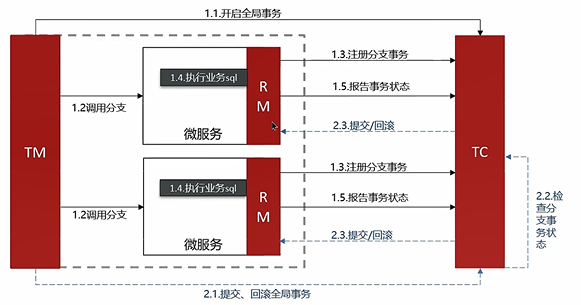 1.1.开启全局事务
TM
1.2调用分支
1.4.执行业务sql
微服务
R
M
1.3.注册分支事务
1.5.报告事务状态
2.3.提交/回滚
TC
1.2调用分支
1.4.执行业务sql
微服务
R
M
1.3.注册分支事务
1.5.报告事务状态
2.3.提交/回滚
2.2.检
查分
支事
务状
态
2.1.提交、回滚全局事务